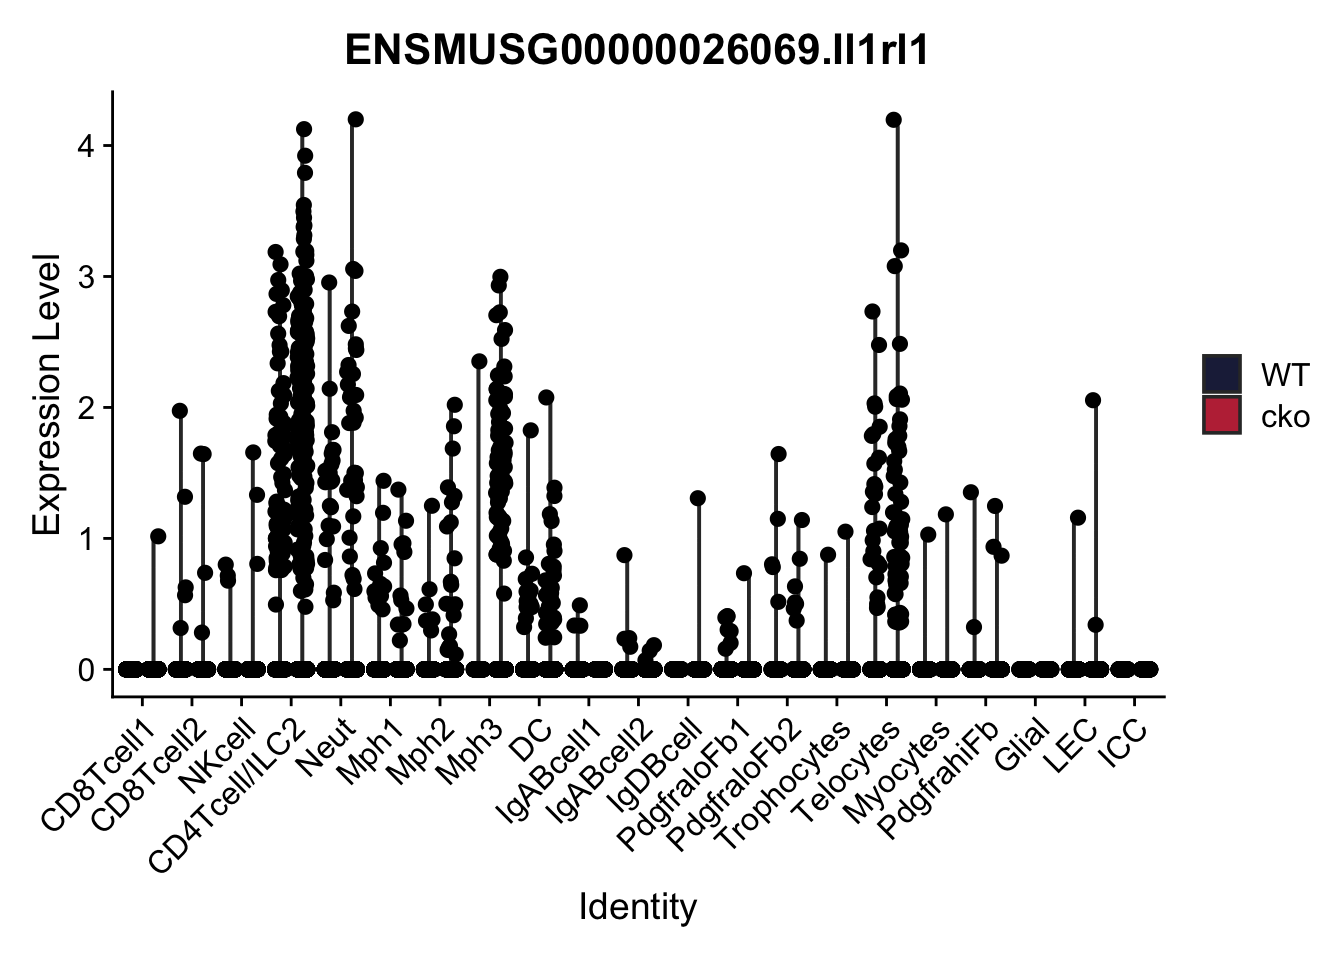 ENSMUSG00000026069.Il1rl1
Expression Level
4
3
2
1
0
CD8Tcell1
CD8Tcell2
NKcell
CD4Tcell/ILC2
Neut
Mph1
Mph2
Mph3
DC
IgABcell1
IgABcell2
IgDBcell
PdgfraloFb1
PdgfraloFb2
Trophocytes
Telocytes
Myocytes
PdgfrahiFb
Glial
LEC
ICC
Identity
WT
cko